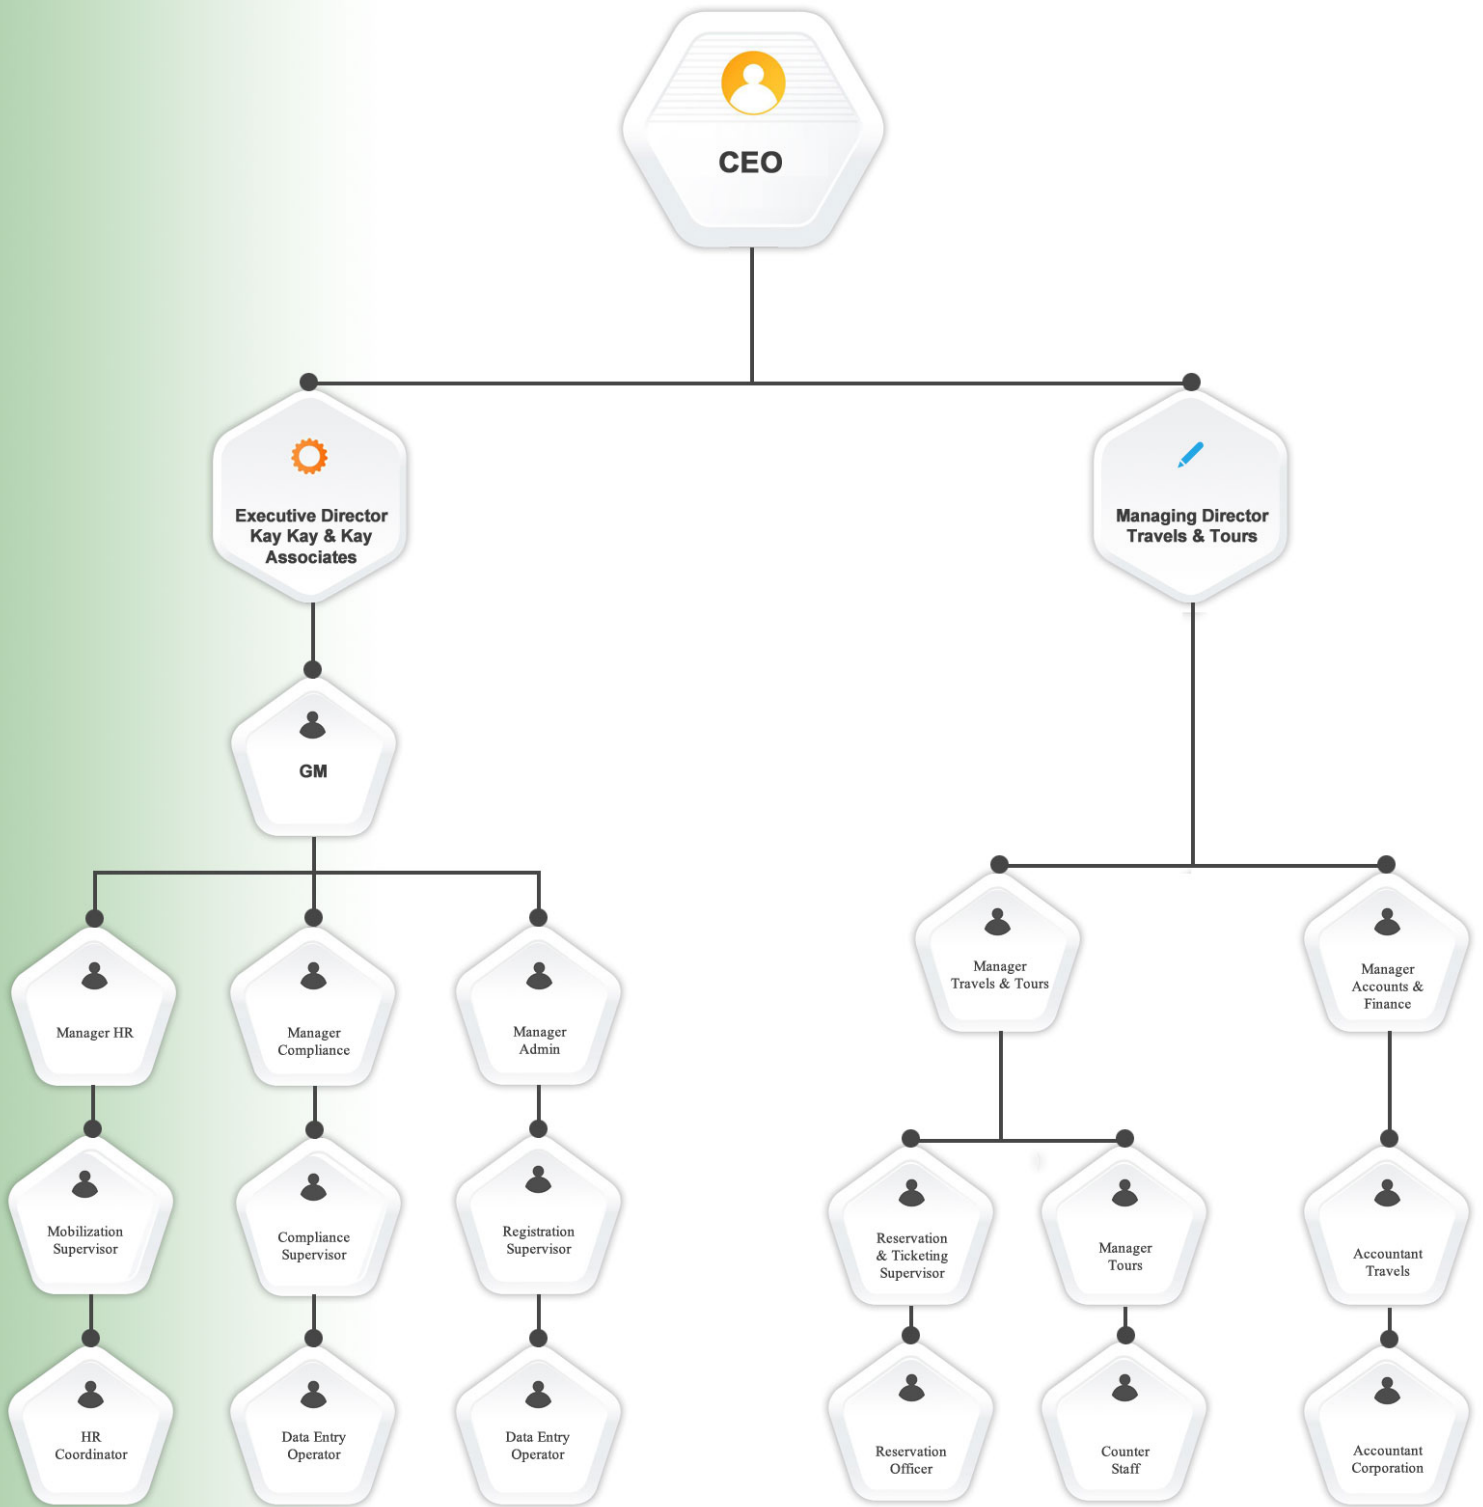 CEO
Executive Director
Kay Kay & Kay
Associates
Managing Director
Travels & Tours
GM
Manager
Travels & Tours
Manager
Accounts &
Finance
Manager HR
Manager
Compliance
Manager
Admin
Mobilization
Supervisor
Compliance
Supervisor
Registration
Supervisor
Reservation
& Ticketing
Supervisor
Manager
Tours
Accountant
Travels
HR
Coordinator
Data Entry
Operator
Data Entry
Operator
Reservation
Officer
Counter
Staff
Accountant
Corporation